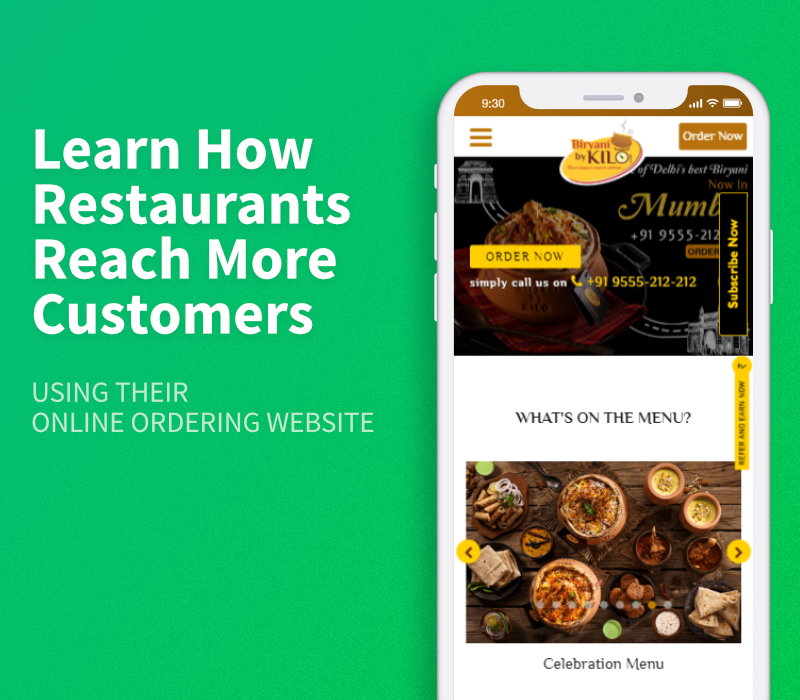 Learn How
Restaurants
Reach More
Customers
USING THEIR
ONLINE ORDERING WEBSITE
9:30
Biryani
by KILO
Order Now
of Delhi's best Biryani
Now In
Mumb
+91 9555-212
ORDER
ORDER NOW
simply call us on +91 9555-212-212
Subscribe Now
REFER AND EARN NOW
WHAT'S ON THE MENU?
KILO
Celebration Menu